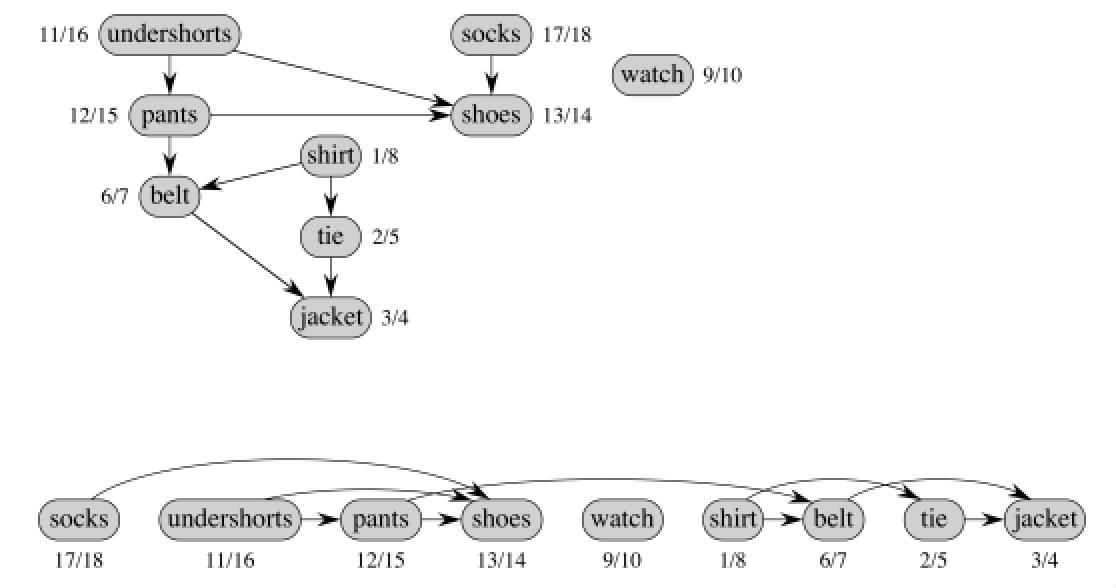 11/16 undershorts socks 17/18
watch 9/10
12/15 pants shoes 13/14
shirt 1/8
6/7 belt
tie 2/5
jacket 3/4
socks undershorts pants shoes watch shirt belt tie jacket
17/18 11/16 12/15 13/14 9/10 1/8 6/7 2/5 3/4